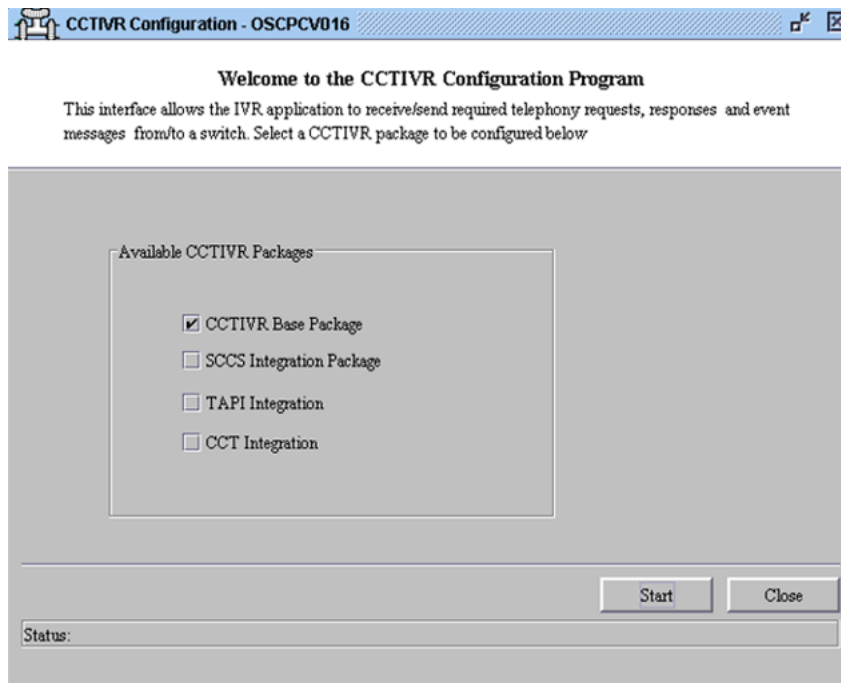 CCTIVR Configuration - OSCPCV016
Welcome to the CCTIVR Configuration Program
This interface allows the IVR application to receive/send required telephony requests, responses and event
messages from/to a switch. Select a CCTIVR package to be configured below
Available CCTIVR Packages
CCTIVR Base Package
SCCS Integration Package
TAPI Integration
CCT Integration
Start
Close
Status: